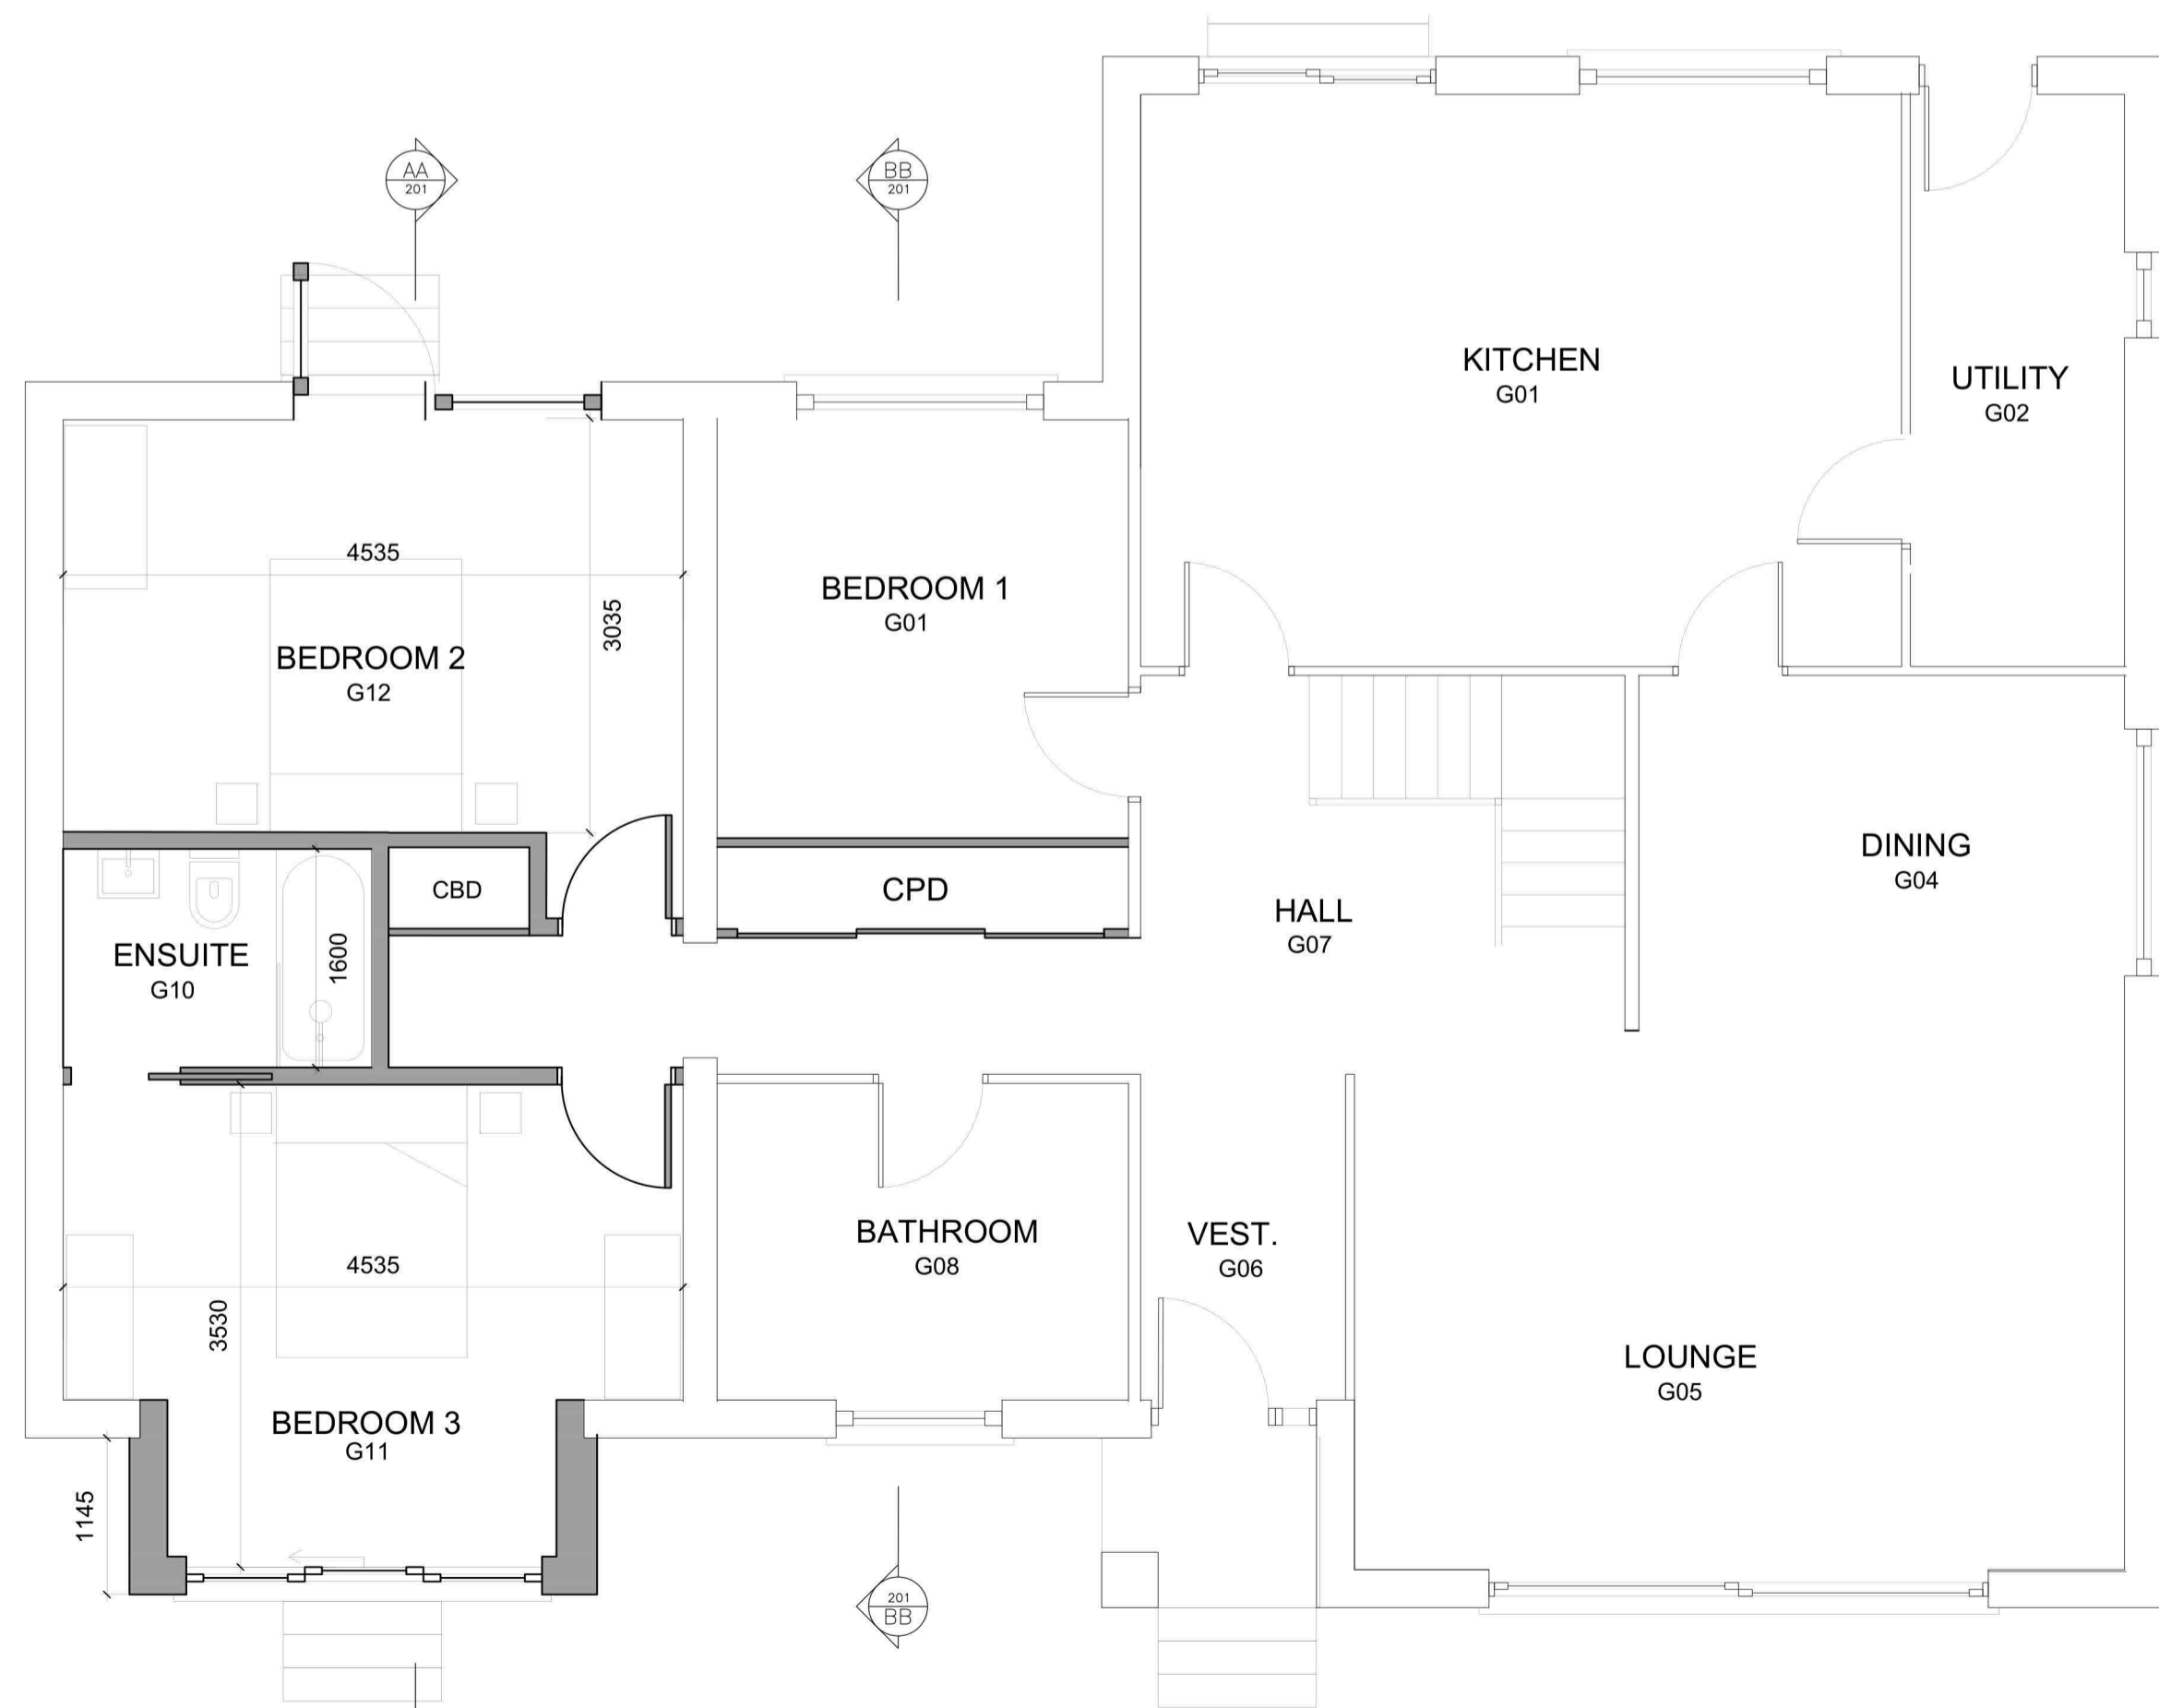 AA
201
BB
201
KITCHEN
G01
UTILITY
G02
4535
BEDROOM 1
G01
3035
BEDROOM 2
G12
DINING
G04
CBD
CPD
HALL
G07
ENSUITE
G10
1600
BATHROOM
G08
VEST.
G06
4535
3530
LOUNGE
G05
BEDROOM 3
G11
1145
201
BB